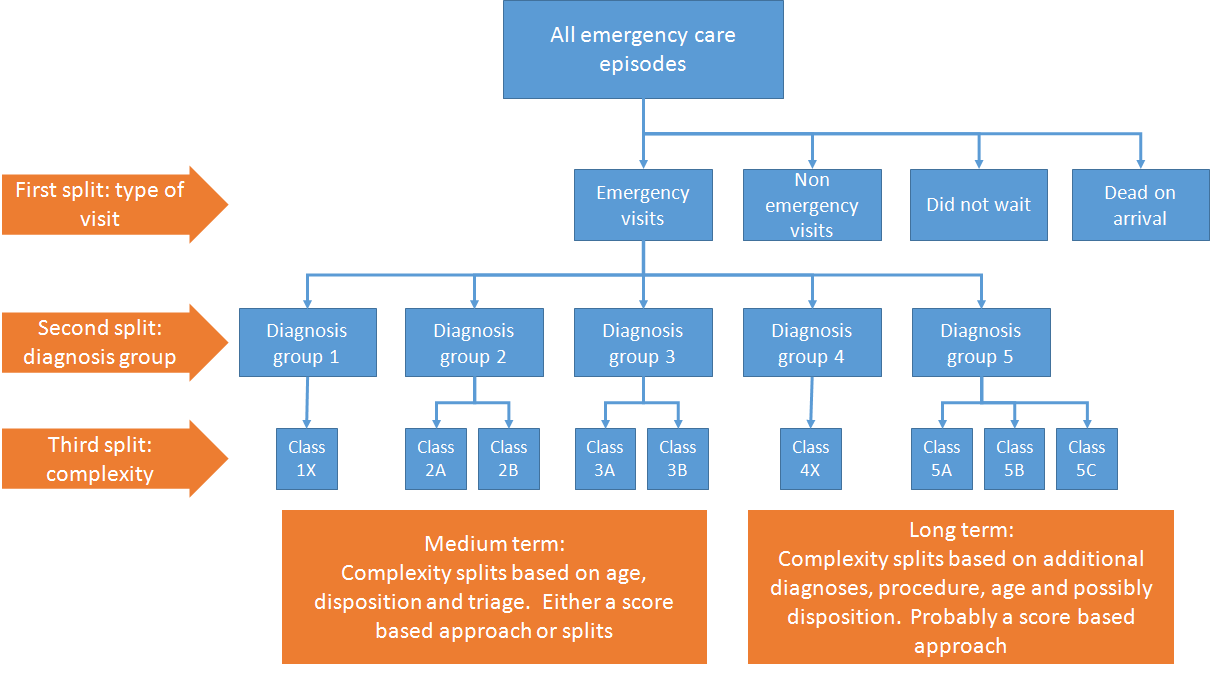 All emergency care
episodes
First split: type of
visit
Emergency
visits
Non
emergency
visits
Did not wait
Dead on
arrival
Second split:
diagnosis group
Diagnosis
group 1
Diagnosis
group 2
Diagnosis
group 3
Diagnosis
group 4
Diagnosis
group 5
Third split:
complexity
Class
1X
Class
2A
Class
2B
Class
3A
Class
3B
Class
4X
Class
5A
Class
5B
Class
5C
Medium term:
Complexity splits based on age,
disposition and triage.  Either a score
based approach or splits
Long term:
Complexity splits based on additional
diagnoses, procedure, age and possibly
disposition.  Probably a score based
approach